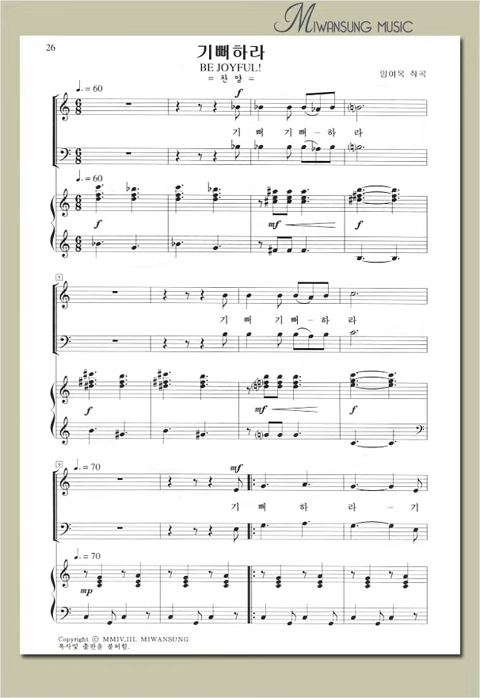 MIWANSUNG MUSIC
26
기뻐하라
BE JOYFUL!
= 찬 양 =
임여옥 작곡
♩. = 60
f
기 뻐 기 뻐 - 하 라
♩. = 60
f mf f
5
기 뻐 기 뻐 - 하 라
f mf f
9
♩. = 70
mf
기 뻐 하 라 - 기
♩. = 70
mp
Copyright Ⓒ MMIV.III. MIWANSUNG
복사및 출판을 불허함.